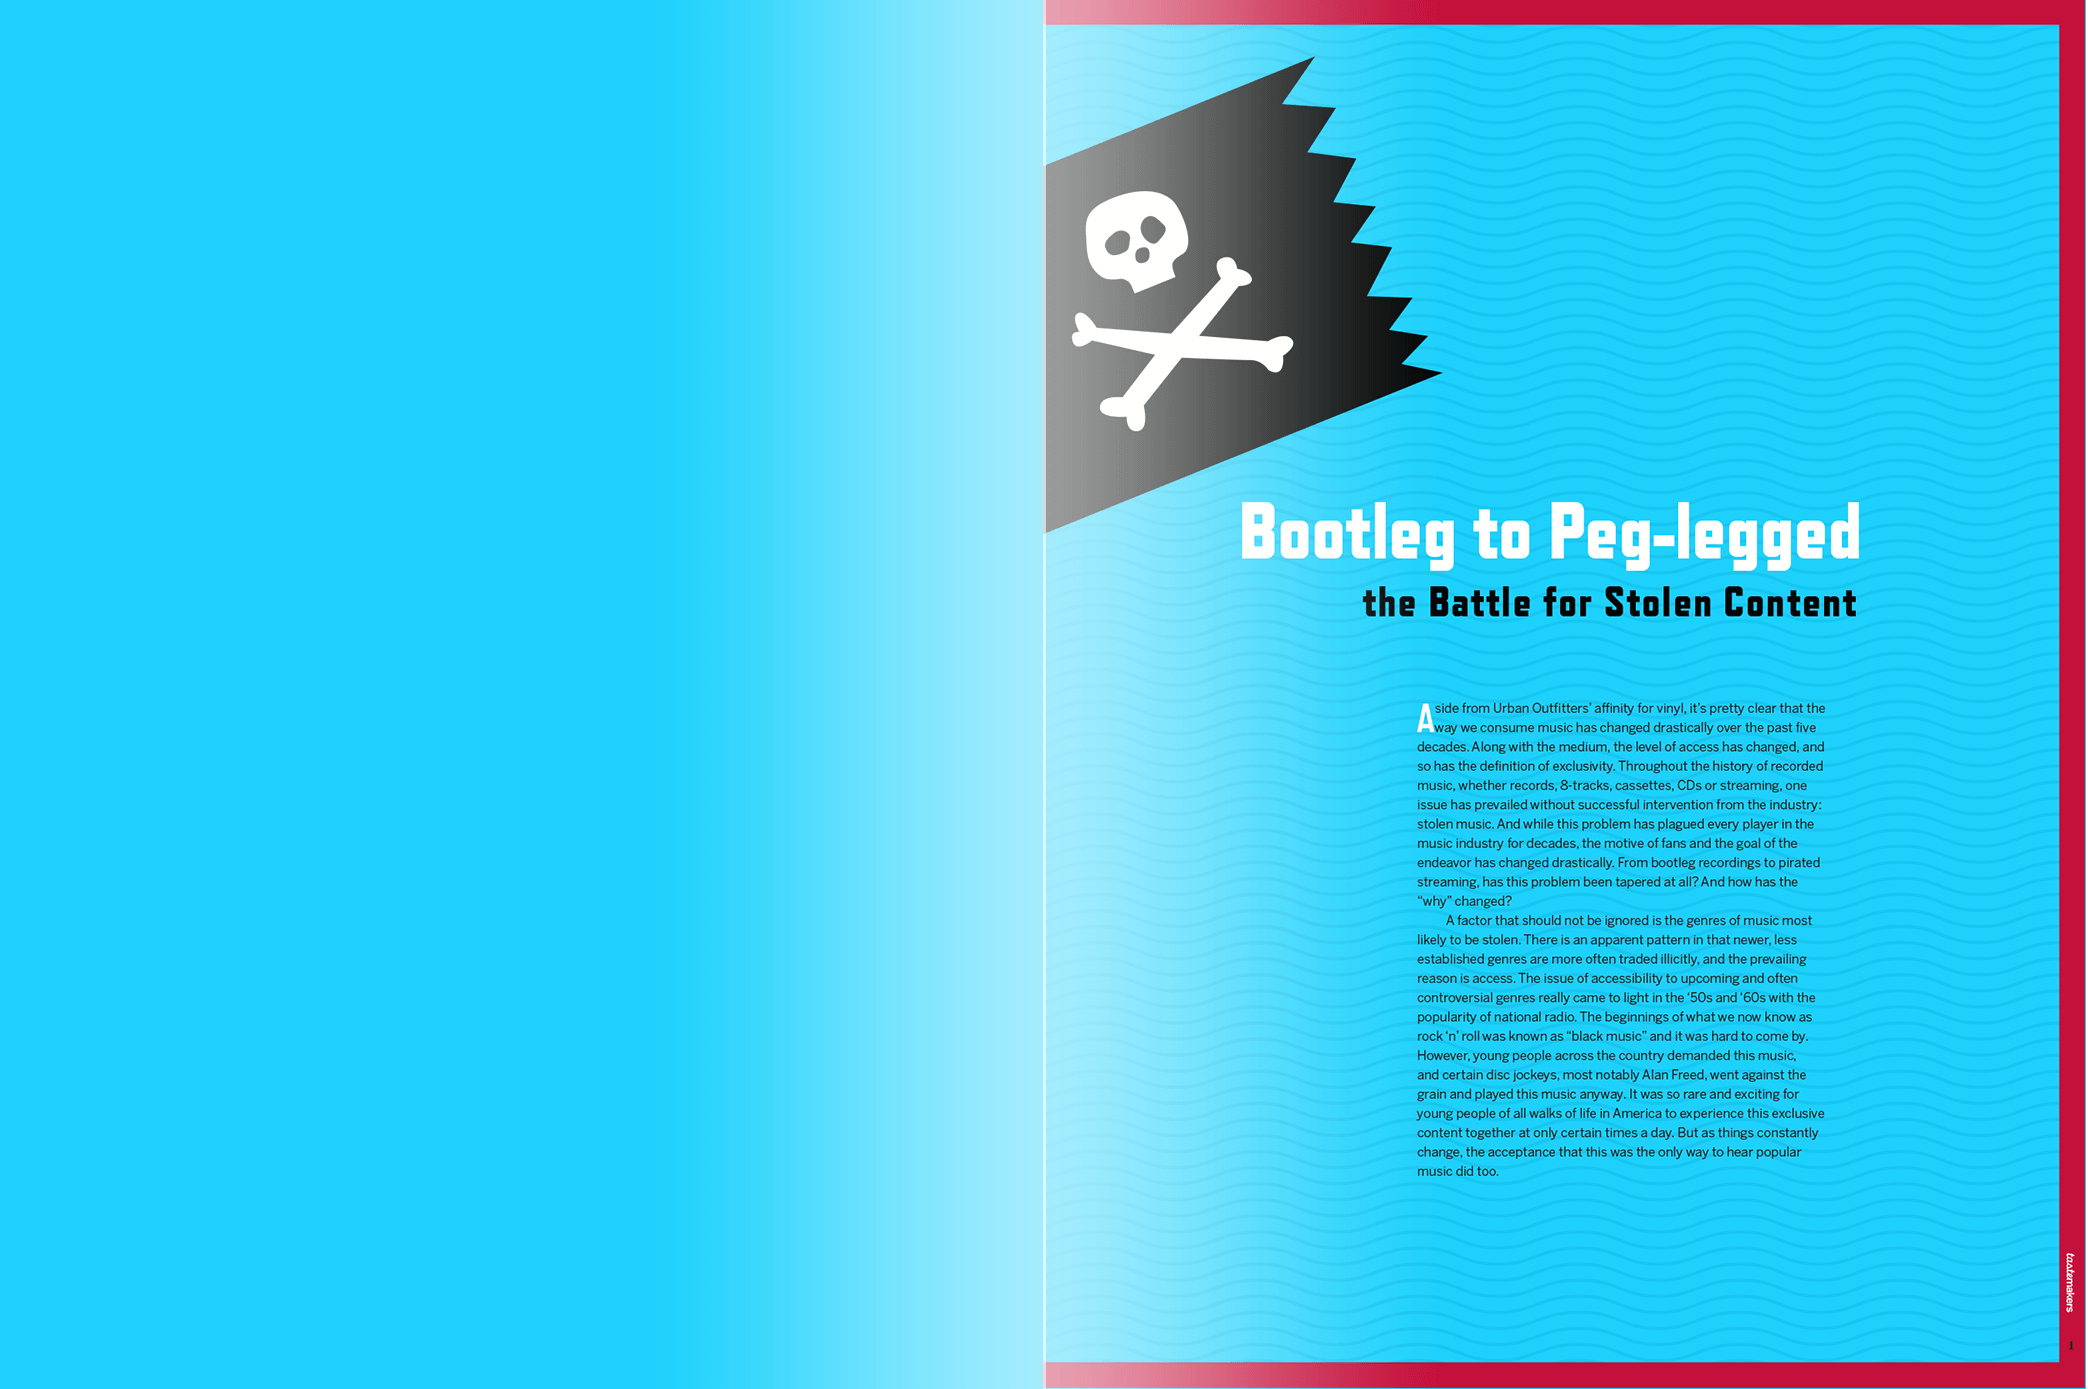 Bootleg to Peg-legged
the Battle for Stolen Content
Aside from Urban Outfitters’ affinity for vinyl, it’s pretty clear that the
way we consume music has changed drastically over the past five
decades. Along with the medium, the level of access has changed, and
so has the definition of exclusivity. Throughout the history of recorded
music, whether records, 8-tracks, cassettes, CDs or streaming, one
issue has prevailed without successful intervention from the industry:
stolen music. And while this problem has plagued every player in the
music industry for decades, the motive of fans and the goal of the
endeavor has changed drastically. From bootleg recordings to pirated
streaming, has this problem been tapered at all? And how has the
“why” changed?
A factor that should not be ignored is the genres of music most
likely to be stolen. There is an apparent pattern in that newer, less
established genres are more often traded illicitly, and the prevailing
reason is access. The issue of accessibility to upcoming and often
controversial genres really came to light in the ‘50s and ‘60s with the
popularity of national radio. The beginnings of what we now know as
rock ‘n’ roll was known as “black music” and it was hard to come by.
However, young people across the country demanded this music,
and certain disc jockeys, most notably Alan Freed, went against the
grain and played this music anyway. It was so rare and exciting for
young people of all walks of life in America to experience this exclusive
content together at only certain times a day. But as things constantly
change, the acceptance that this was the only way to hear popular
music did too.
tastemakers
1